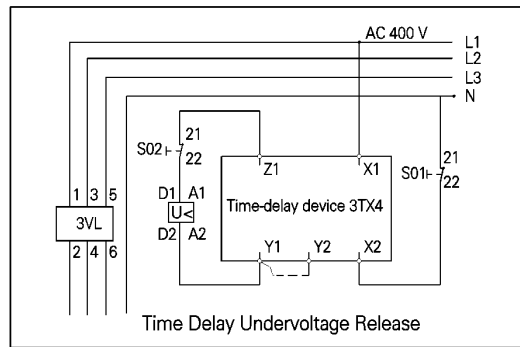 AC 400 V
L1
L2
L3
N
S02
21
22
Z1
X1
S01
21
22
1 3 5
3VL
2 4 6
D1 A1
U<
D2 A2
Time-delay device 3TX4
Y1 Y2 X2
Time Delay Undervoltage Release